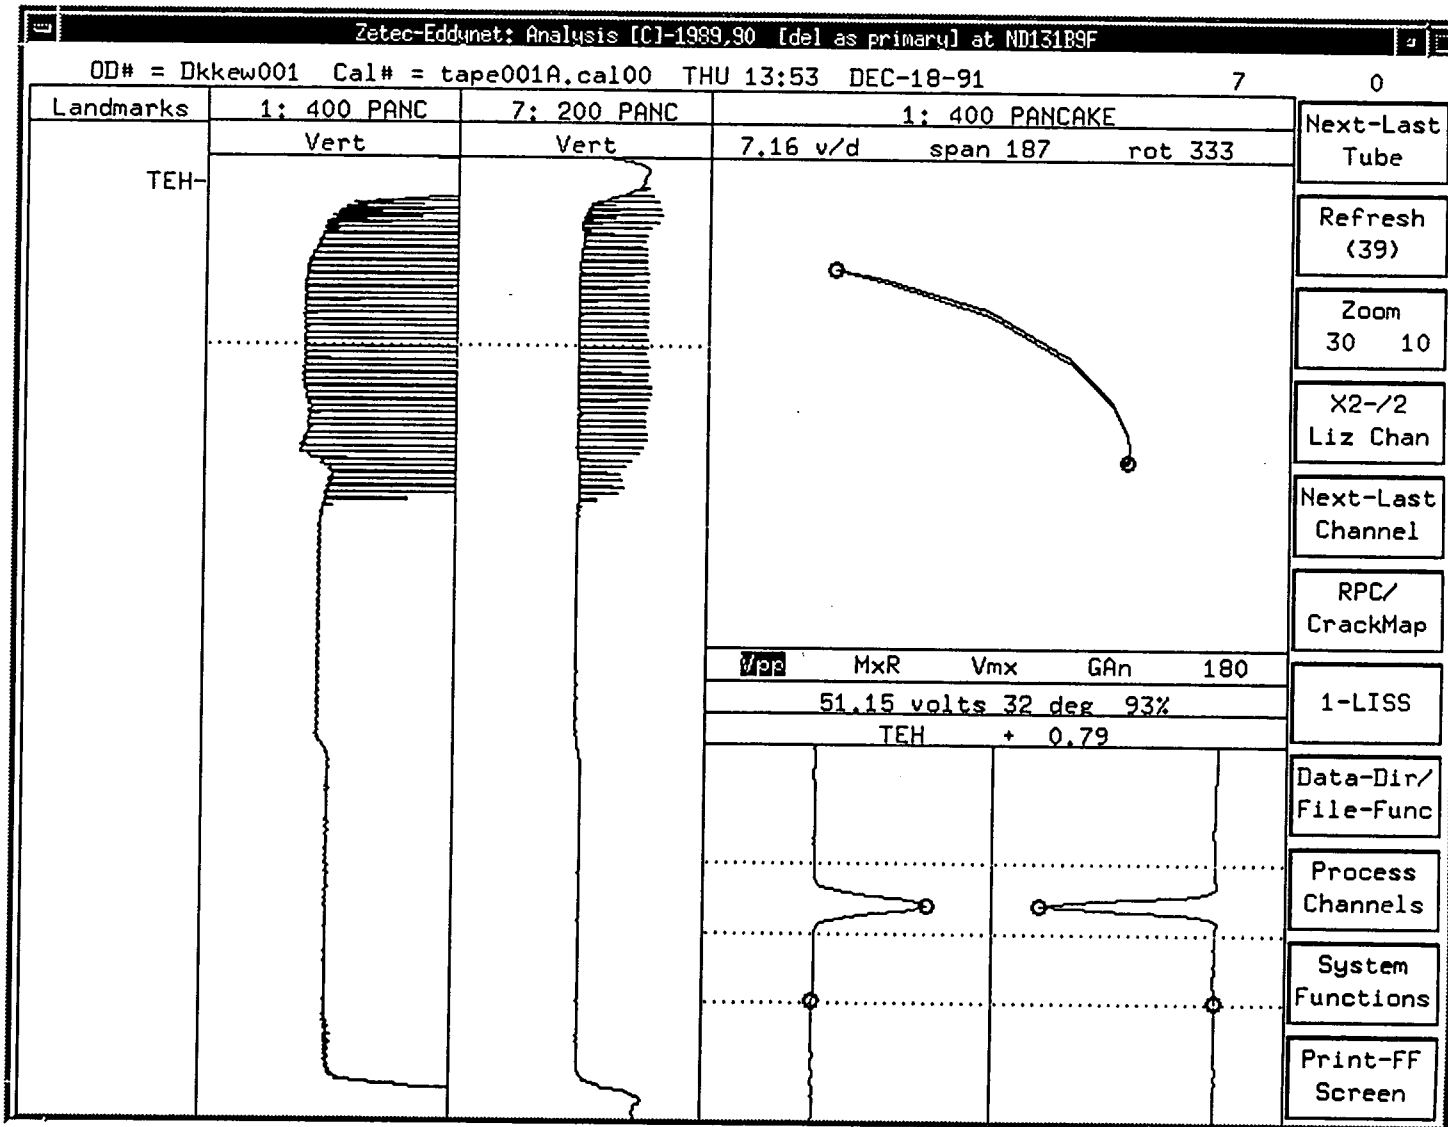 Zetec-Eddynet: Analysis [C]-1989,90 [del as primary] at ND131B9F
OD# = Dkkew001 Cal# = tape001A.cal00 THU 13:53 DEC-18-91 7 0
Landmarks
TEH-
1: 400 PANC
Vert
7: 200 PANC
Vert
1: 400 PANCAKE
7.16 v/d span 187 rot 333
Vpp MxR Vmx GAn 180
51.15 volts 32 deg 93%
TEH + 0.79
Next-Last
Tube
Refresh
(39)
Zoom
30 10
X2-/2
Liz Chan
Next-Last
Channel
RPC/
CrackMap
1-LISS
Data-Dir/
File-Func
Process
Channels
System
Functions
Print-FF
Screen